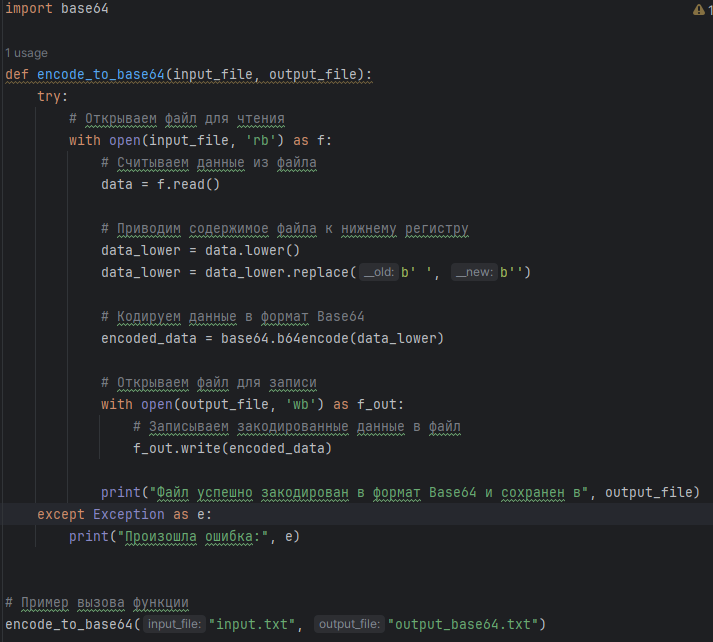 import base64
1
1 usage
def encode_to_base64(input_file, output_file):
    try:
        # Открываем файл для чтения
        with open(input_file, 'rb') as f:
            # Считываем данные из файла
            data = f.read()
            # Приводим содержимое файла к нижнему регистру
            data_lower = data.lower()
            data_lower = data_lower.replace(__old: b' ', __new: b'')
            # Кодируем данные в формат Base64
            encoded_data = base64.b64encode(data_lower)
            # Открываем файл для записи
            with open(output_file, 'wb') as f_out:
                # Записываем закодированные данные в файл
                f_out.write(encoded_data)
            print("Файл успешно закодирован в формат Base64 и сохранен в", output_file)
    except Exception as e:
        print("Произошла ошибка:", e)
# Пример вызова функции
encode_to_base64(input_file: "input.txt", output_file: "output_base64.txt")